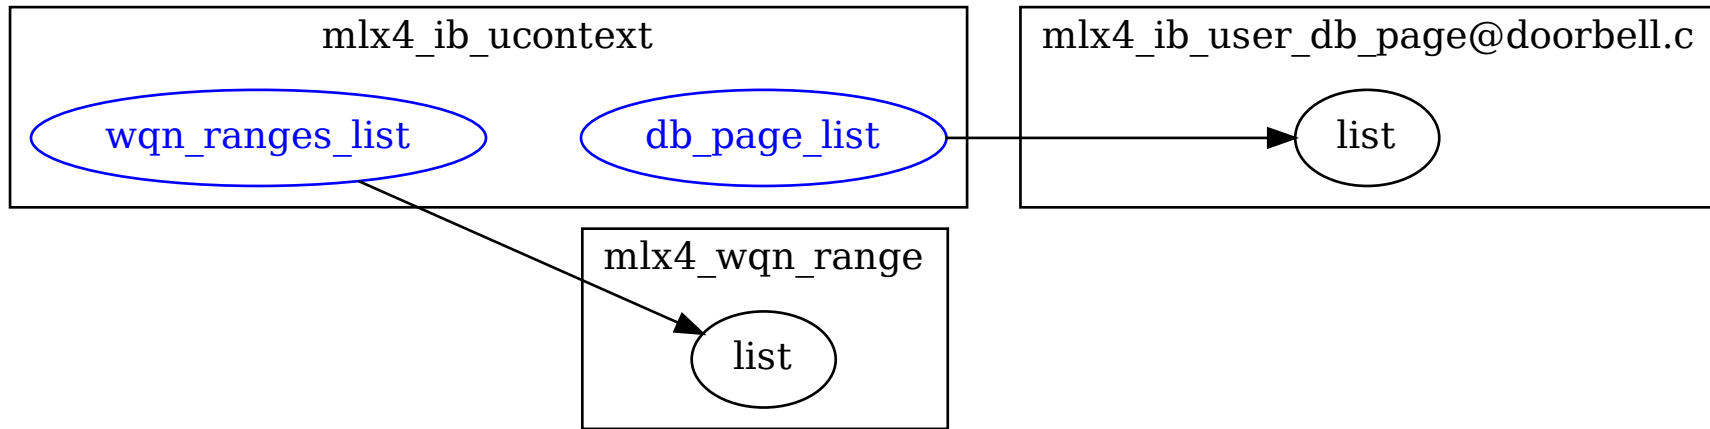 mlx4_ib_ucontext
wqn_ranges_list
db_page_list
mlx4_ib_user_db_page@doorbell.c
list
mlx4_wqn_range
list